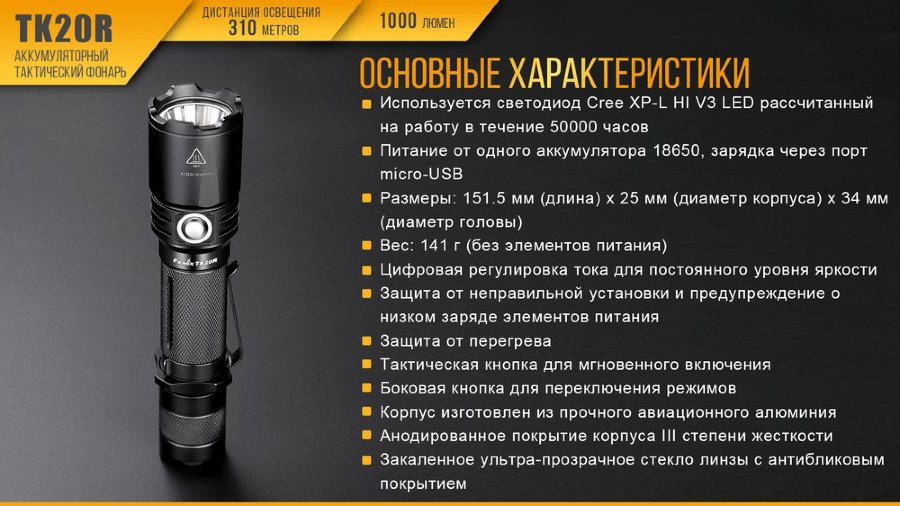 TK20R
АККУМУЛЯТОРНЫЙ
ТАКТИЧЕСКИЙ ФОНАРЬ
ДИСТАНЦИЯ ОСВЕЩЕНИЯ
310 МЕТРОВ
1000 ЛЮМЕН
ОСНОВНЫЕ ХАРАКТЕРИСТИКИ
Используется светодиод Cree XP-L HI V3 LED рассчитанный
на работу в течение 50000 часов
Питание от одного аккумулятора 18650, зарядка через порт
micro-USB
Размеры: 151.5 мм (длина) х 25 мм (диаметр корпуса) х 34 мм
(диаметр головы)
Вес: 141 г (без элементов питания)
Цифровая регулировка тока для постоянного уровня яркости
Защита от неправильной установки и предупреждение о
низком заряде элементов питания
Защита от перегрева
Тактическая кнопка для мгновенного включения
Боковая кнопка для переключения режимов
Корпус изготовлен из прочного авиационного алюминия
Анодированное покрытие корпуса III степени жесткости
Закаленное ультра-прозрачное стекло линзы с антибликовым
покрытием
Fenix TK20R